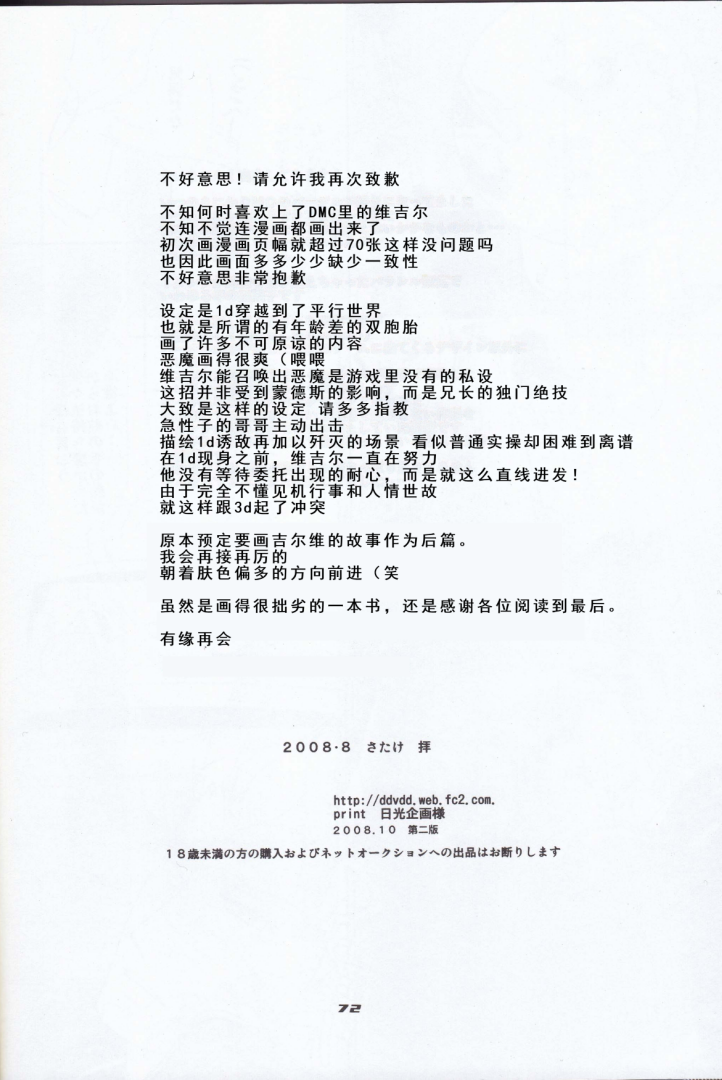 不好意思！请允许我再次致歉
不知何时喜欢上了DMC里的维吉尔
不知不觉连漫画都画出来了
初次画漫画页幅就超过70张这样没问题吗
也因此画面多多少少缺少一致性
不好意思非常抱歉
设定是1d穿越到了平行世界
也就是所谓的有年龄差的双胞胎
画了许多不可原谅的内容
恶魔画得很爽（喂喂
维吉尔能召唤出恶魔是游戏里没有的私设
这招并非受到蒙德斯的影响，而是兄长的独门绝技
大致是这样的设定 请多多指教
急性子的哥哥主动出击
描绘1d诱敌再加以歼灭的场景 看似普通实操却困难到离谱
在1d现身之前，维吉尔一直在努力
他没有等待委托出现的耐心，而是就这么直线进发！
由于完全不懂见机行事和人情世故
就这样跟3d起了冲突
原本预定要画吉尔维的故事作为后篇。
我会再接再厉的
朝着肤色偏多的方向前进（笑
虽然是画得很拙劣的一本书，还是感谢各位阅读到最后。
有缘再会
２００８・８　さたけ　拝
http://ddvdd.web.fc2.com.
print　日光企画様
２００８.１０　第二版
１８歳未満の方の購入およびネットオークションへの出品はお断りします
72